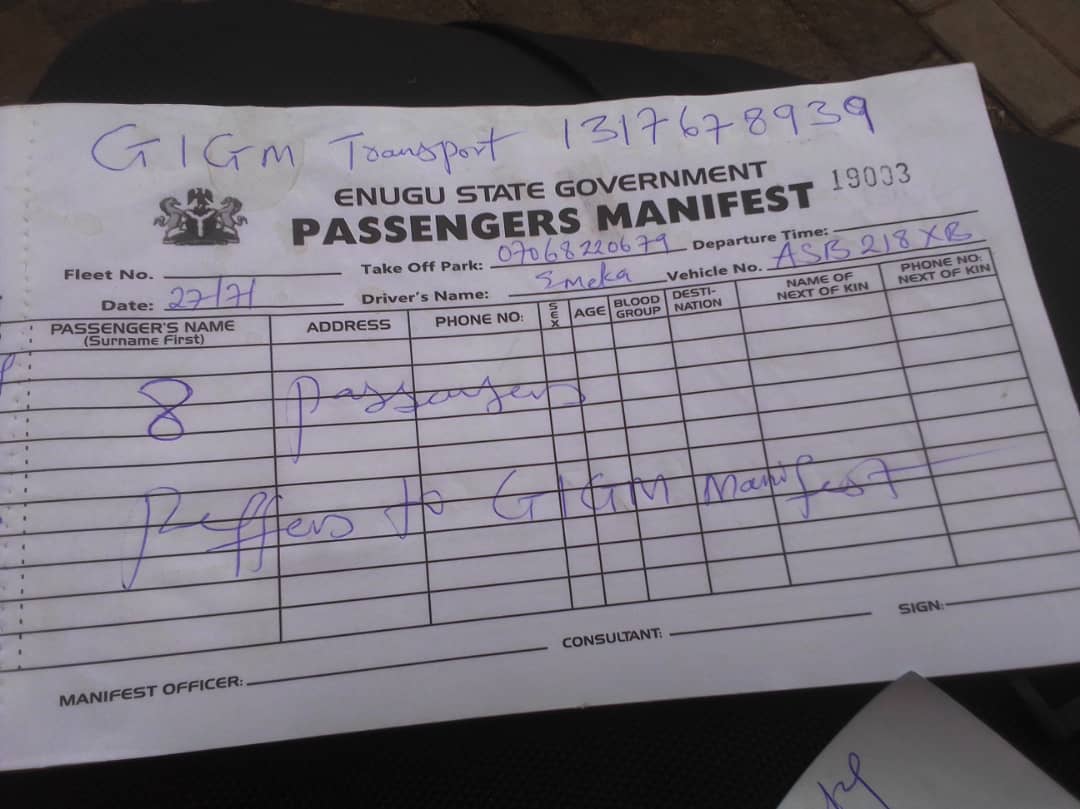 GIGM Transport 1317678939
ENUGU STATE GOVERNMENT
PASSENGERS MANIFEST 19003
Fleet No. Take Off Park: 07068220679 Departure Time:
Date: 27/7/ Driver's Name: Emeka Vehicle No. ASB 218 XB
PASSENGER'S NAME (Surname First) ADDRESS PHONE NO: SEX AGE BLOOD GROUP DESTI-NATION NAME OF NEXT OF KIN PHONE NO: NEXT OF KIN
8 Passengers
Reffers to GIGM Manifest
MANIFEST OFFICER: CONSULTANT: SIGN: